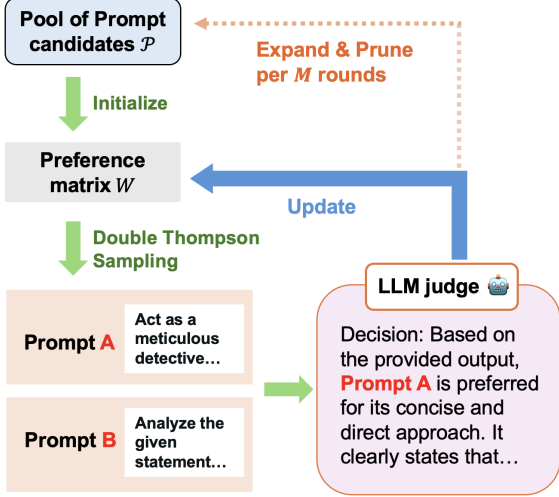 Pool of Prompt
candidates 𝒫
Expand & Prune
per M rounds
Initialize
Preference
matrix W
Update
Double Thompson
Sampling
LLM judge
Prompt A
Act as a
meticulous
detective…
Prompt B
Analyze the
given
statement…
Decision: Based on
the provided output,
Prompt A is preferred
for its concise and
direct approach. It
clearly states that…